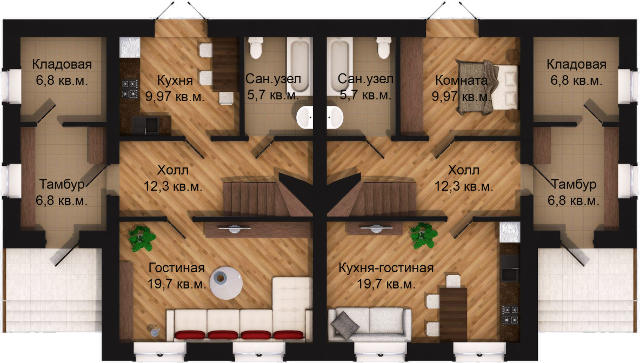 Кладовая
6,8 кв.м.
Кухня
9,97 кв.м.
Сан.узел
5,7 кв.м.
Сан.узел
5,7 кв.м.
Комната
9,97 кв.м.
Кладовая
6,8 кв.м.
Тамбур
6,8 кв.м.
Холл
12,3 кв.м.
Холл
12,3 кв.м.
Тамбур
6,8 кв.м.
Гостиная
19,7 кв.м.
Кухня-гостиная
19,7 кв.м.